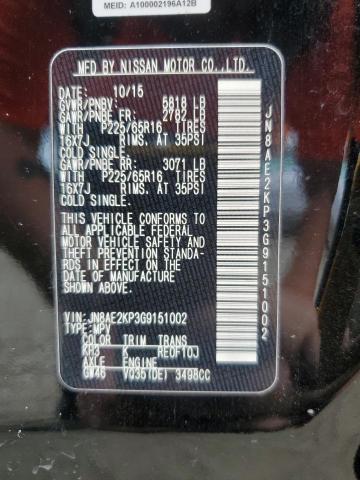 MEID: A100002196A12B
MFD BY NISSAN MOTOR CO.,LTD.
DATE: 10/15
GVWR/PNBV: 5818 LB
GAWR/PNBE FR: 2782 LB
WITH P225/65R16 TIRES
16X7J RIMS, AT 35PSI
COLD SINGLE.
GAWR/PNBE RR: 3071 LB
WITH P225/65R16 TIRES
16X7J RIMS, AT 35PSI
COLD SINGLE.
THIS VEHICLE CONFORMS TO
ALL APPLICABLE FEDERAL
MOTOR VEHICLE SAFETY AND
THEFT PREVENTION STANDA-
RDS IN EFFECT ON THE
DATE OF MANUFACTURE
SHOWN ABOVE.
VIN:JN8AE2KP3G9151002
TYPE:MPV
COLOR TRIM TRANS
KH3 K RE0F10J
AXLE ENGINE
GW46 VQ35(DE) 3498CC
JN8AE2KP3G9151002